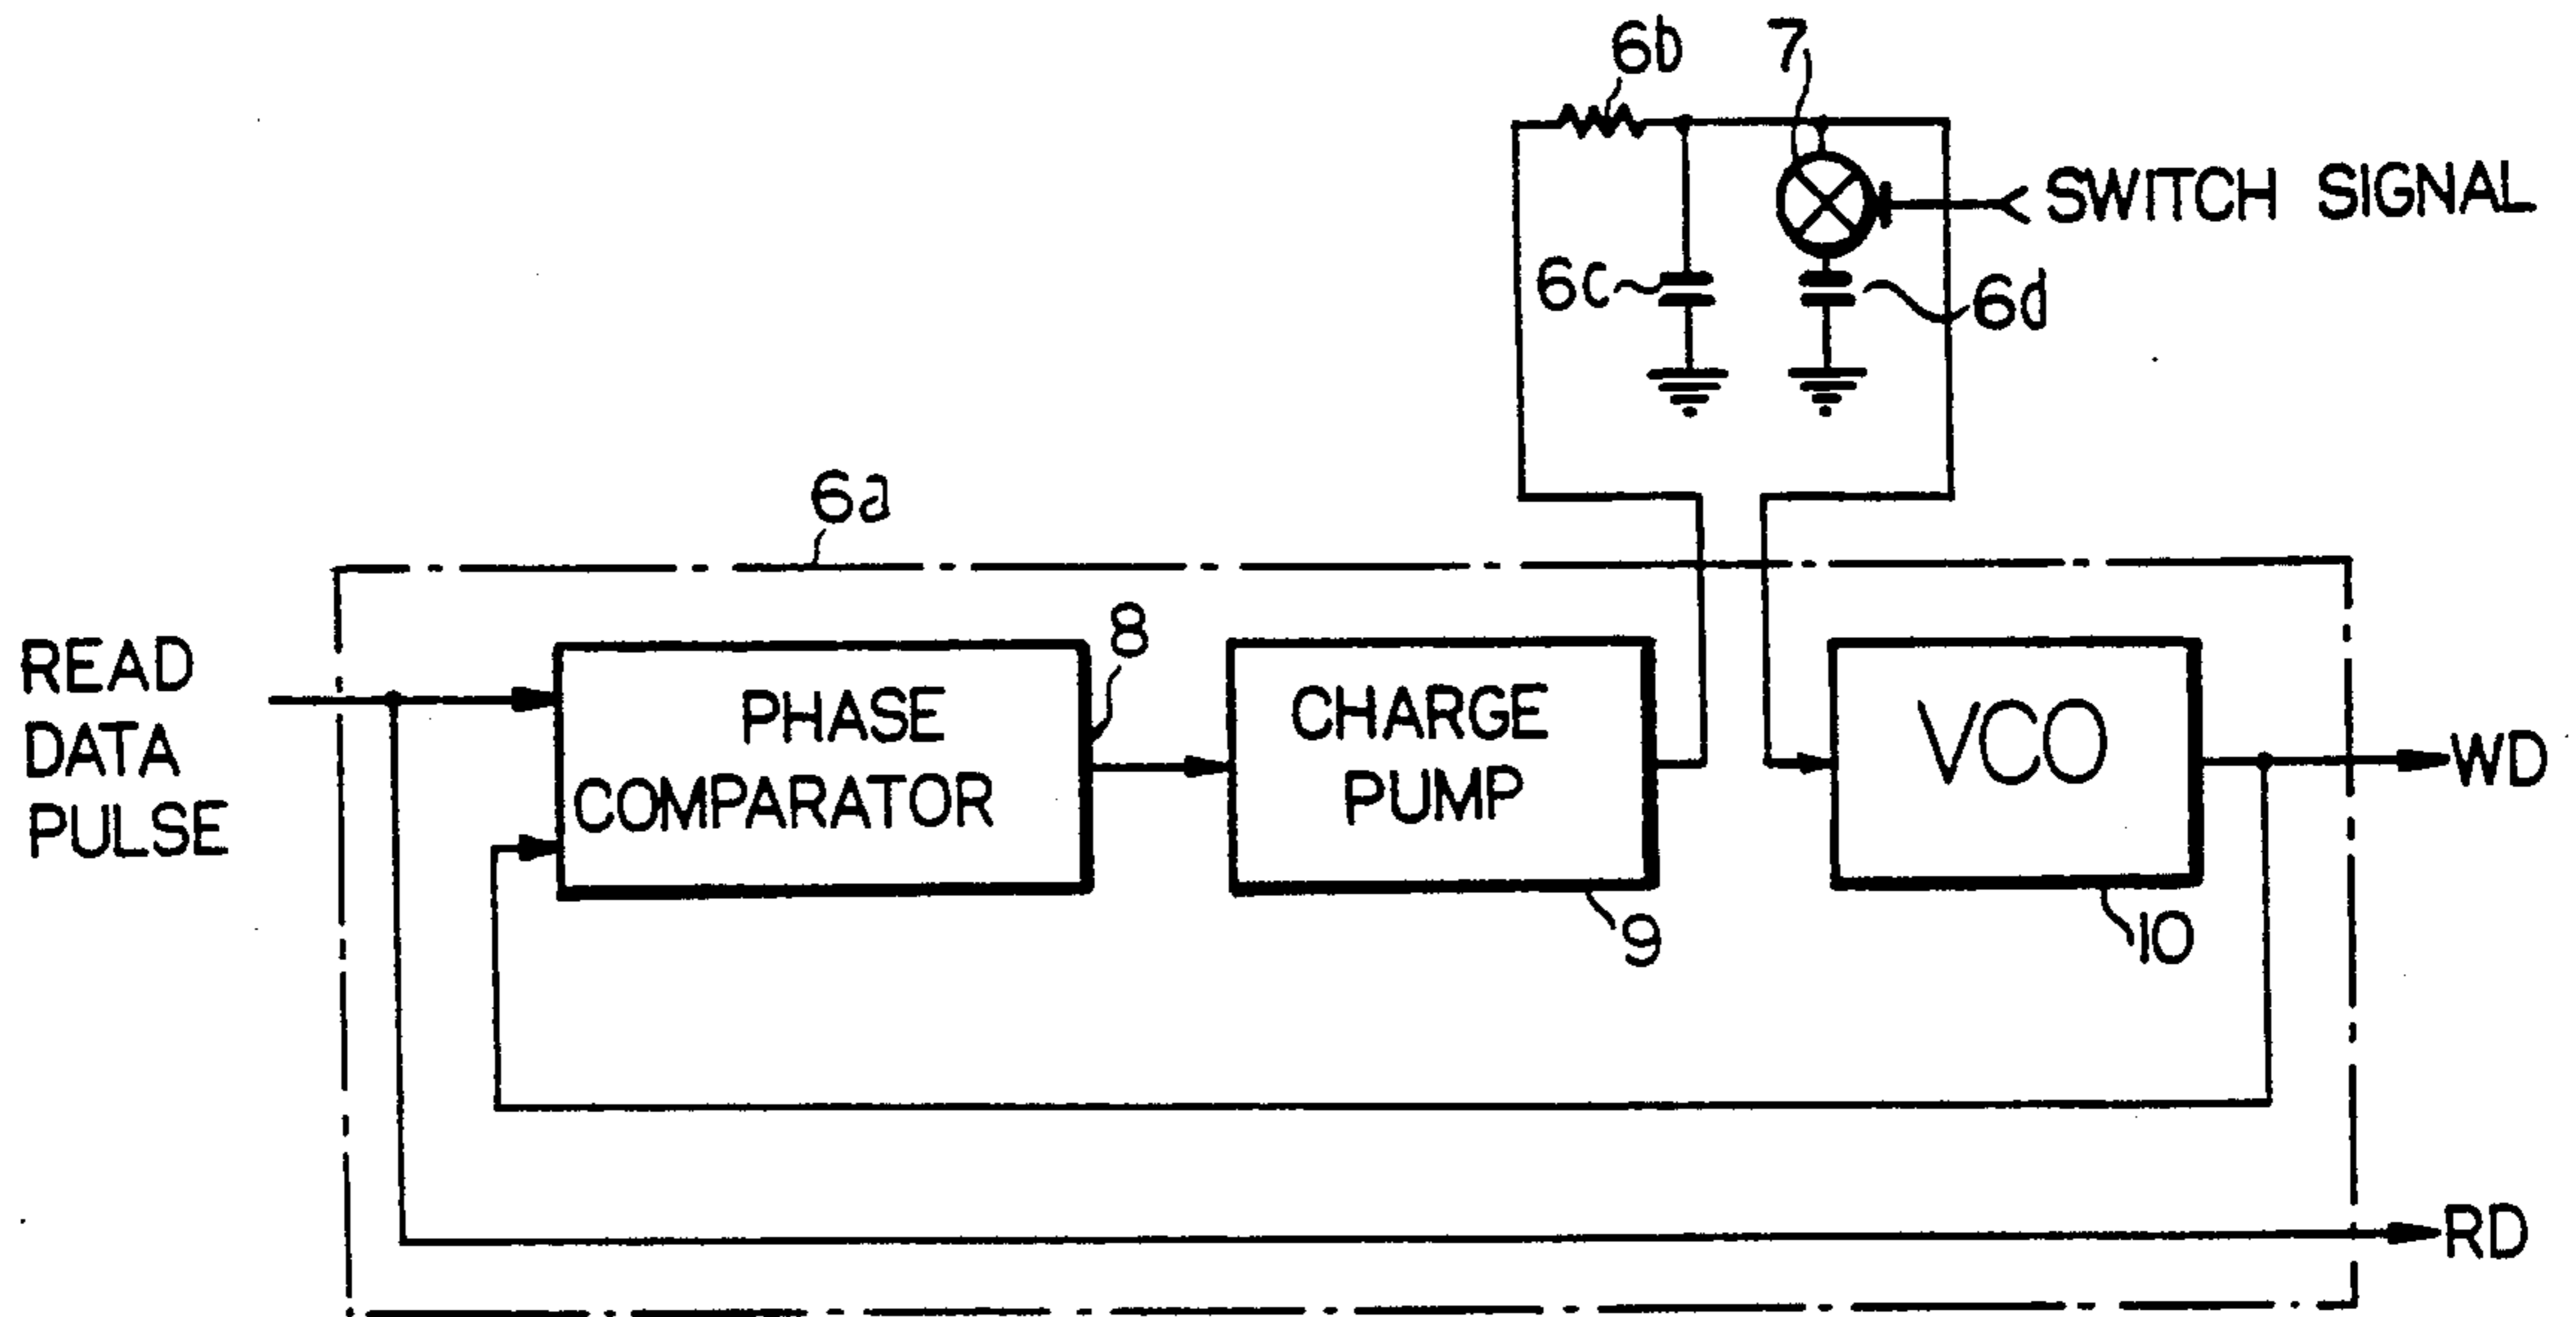 6b
7
SWITCH SIGNAL
6c
6d
6a
READ
DATA
PULSE
8
PHASE
COMPARATOR
CHARGE
PUMP
VCO
WD
9
10
RD